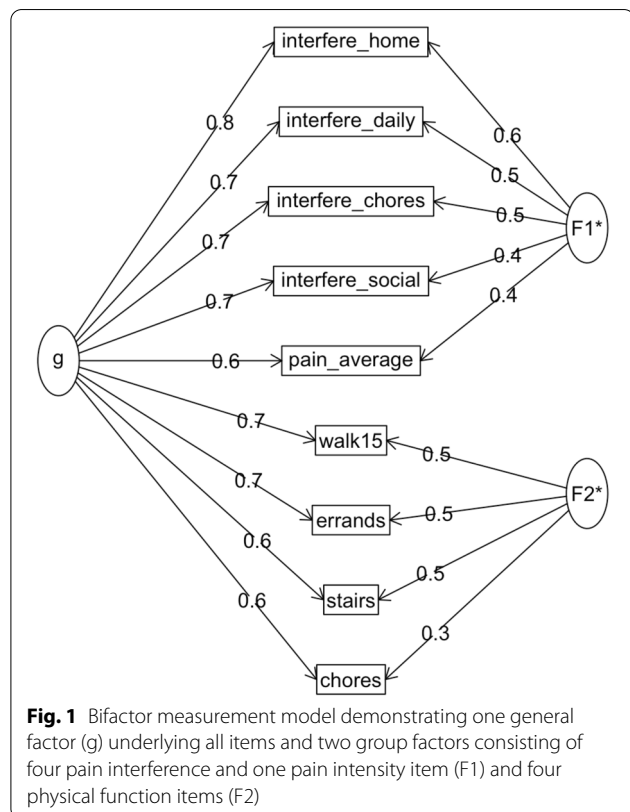 interfere_home
0.8
0.6
interfere_daily
0.7
0.5
interfere_chores
0.7
0.5
F1*
interfere_social
0.7
0.4
0.4
g
0.6
pain_average
0.7
walk15
0.5
0.7
errands
0.5
F2*
0.6
stairs
0.5
0.6
chores
0.3
Fig. 1 Bifactor measurement model demonstrating one general
factor (g) underlying all items and two group factors consisting of
four pain interference and one pain intensity item (F1) and four
physical function items (F2)